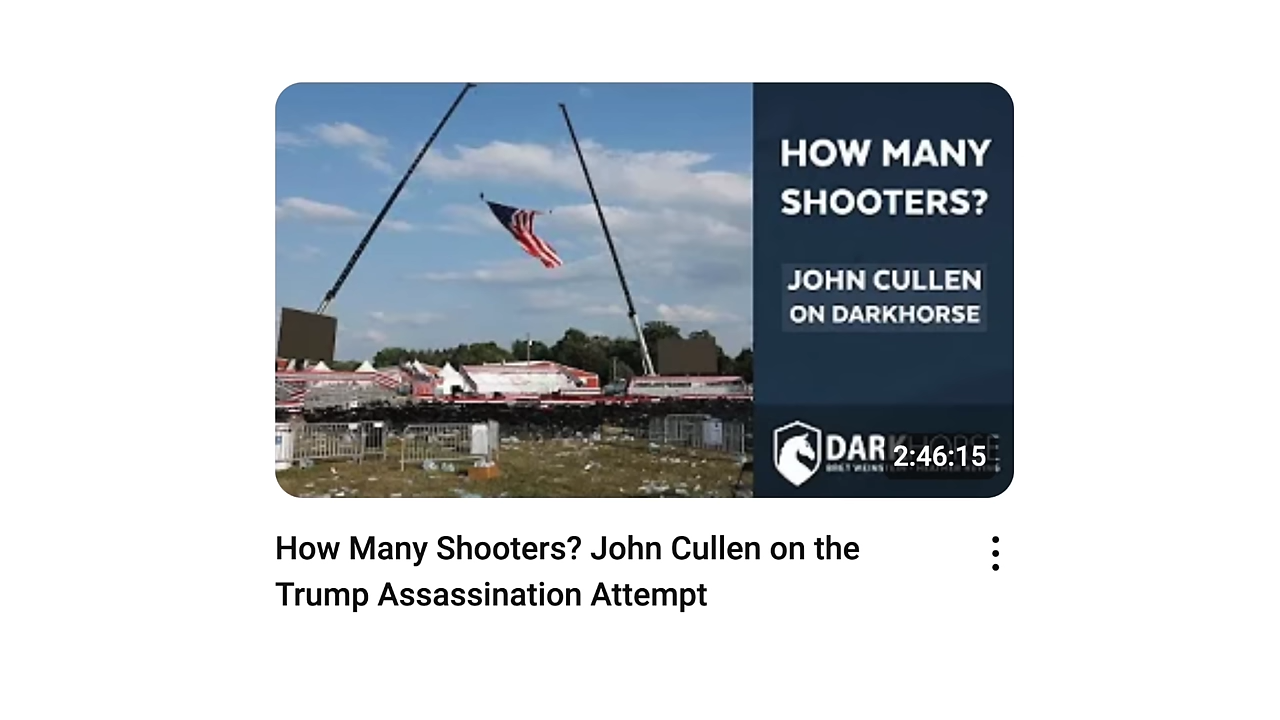 HOW MANY
SHOOTERS?
JOHN CULLEN
ON DARKHORSE
DAR
2:46:15
How Many Shooters? John Cullen on the
Trump Assassination Attempt